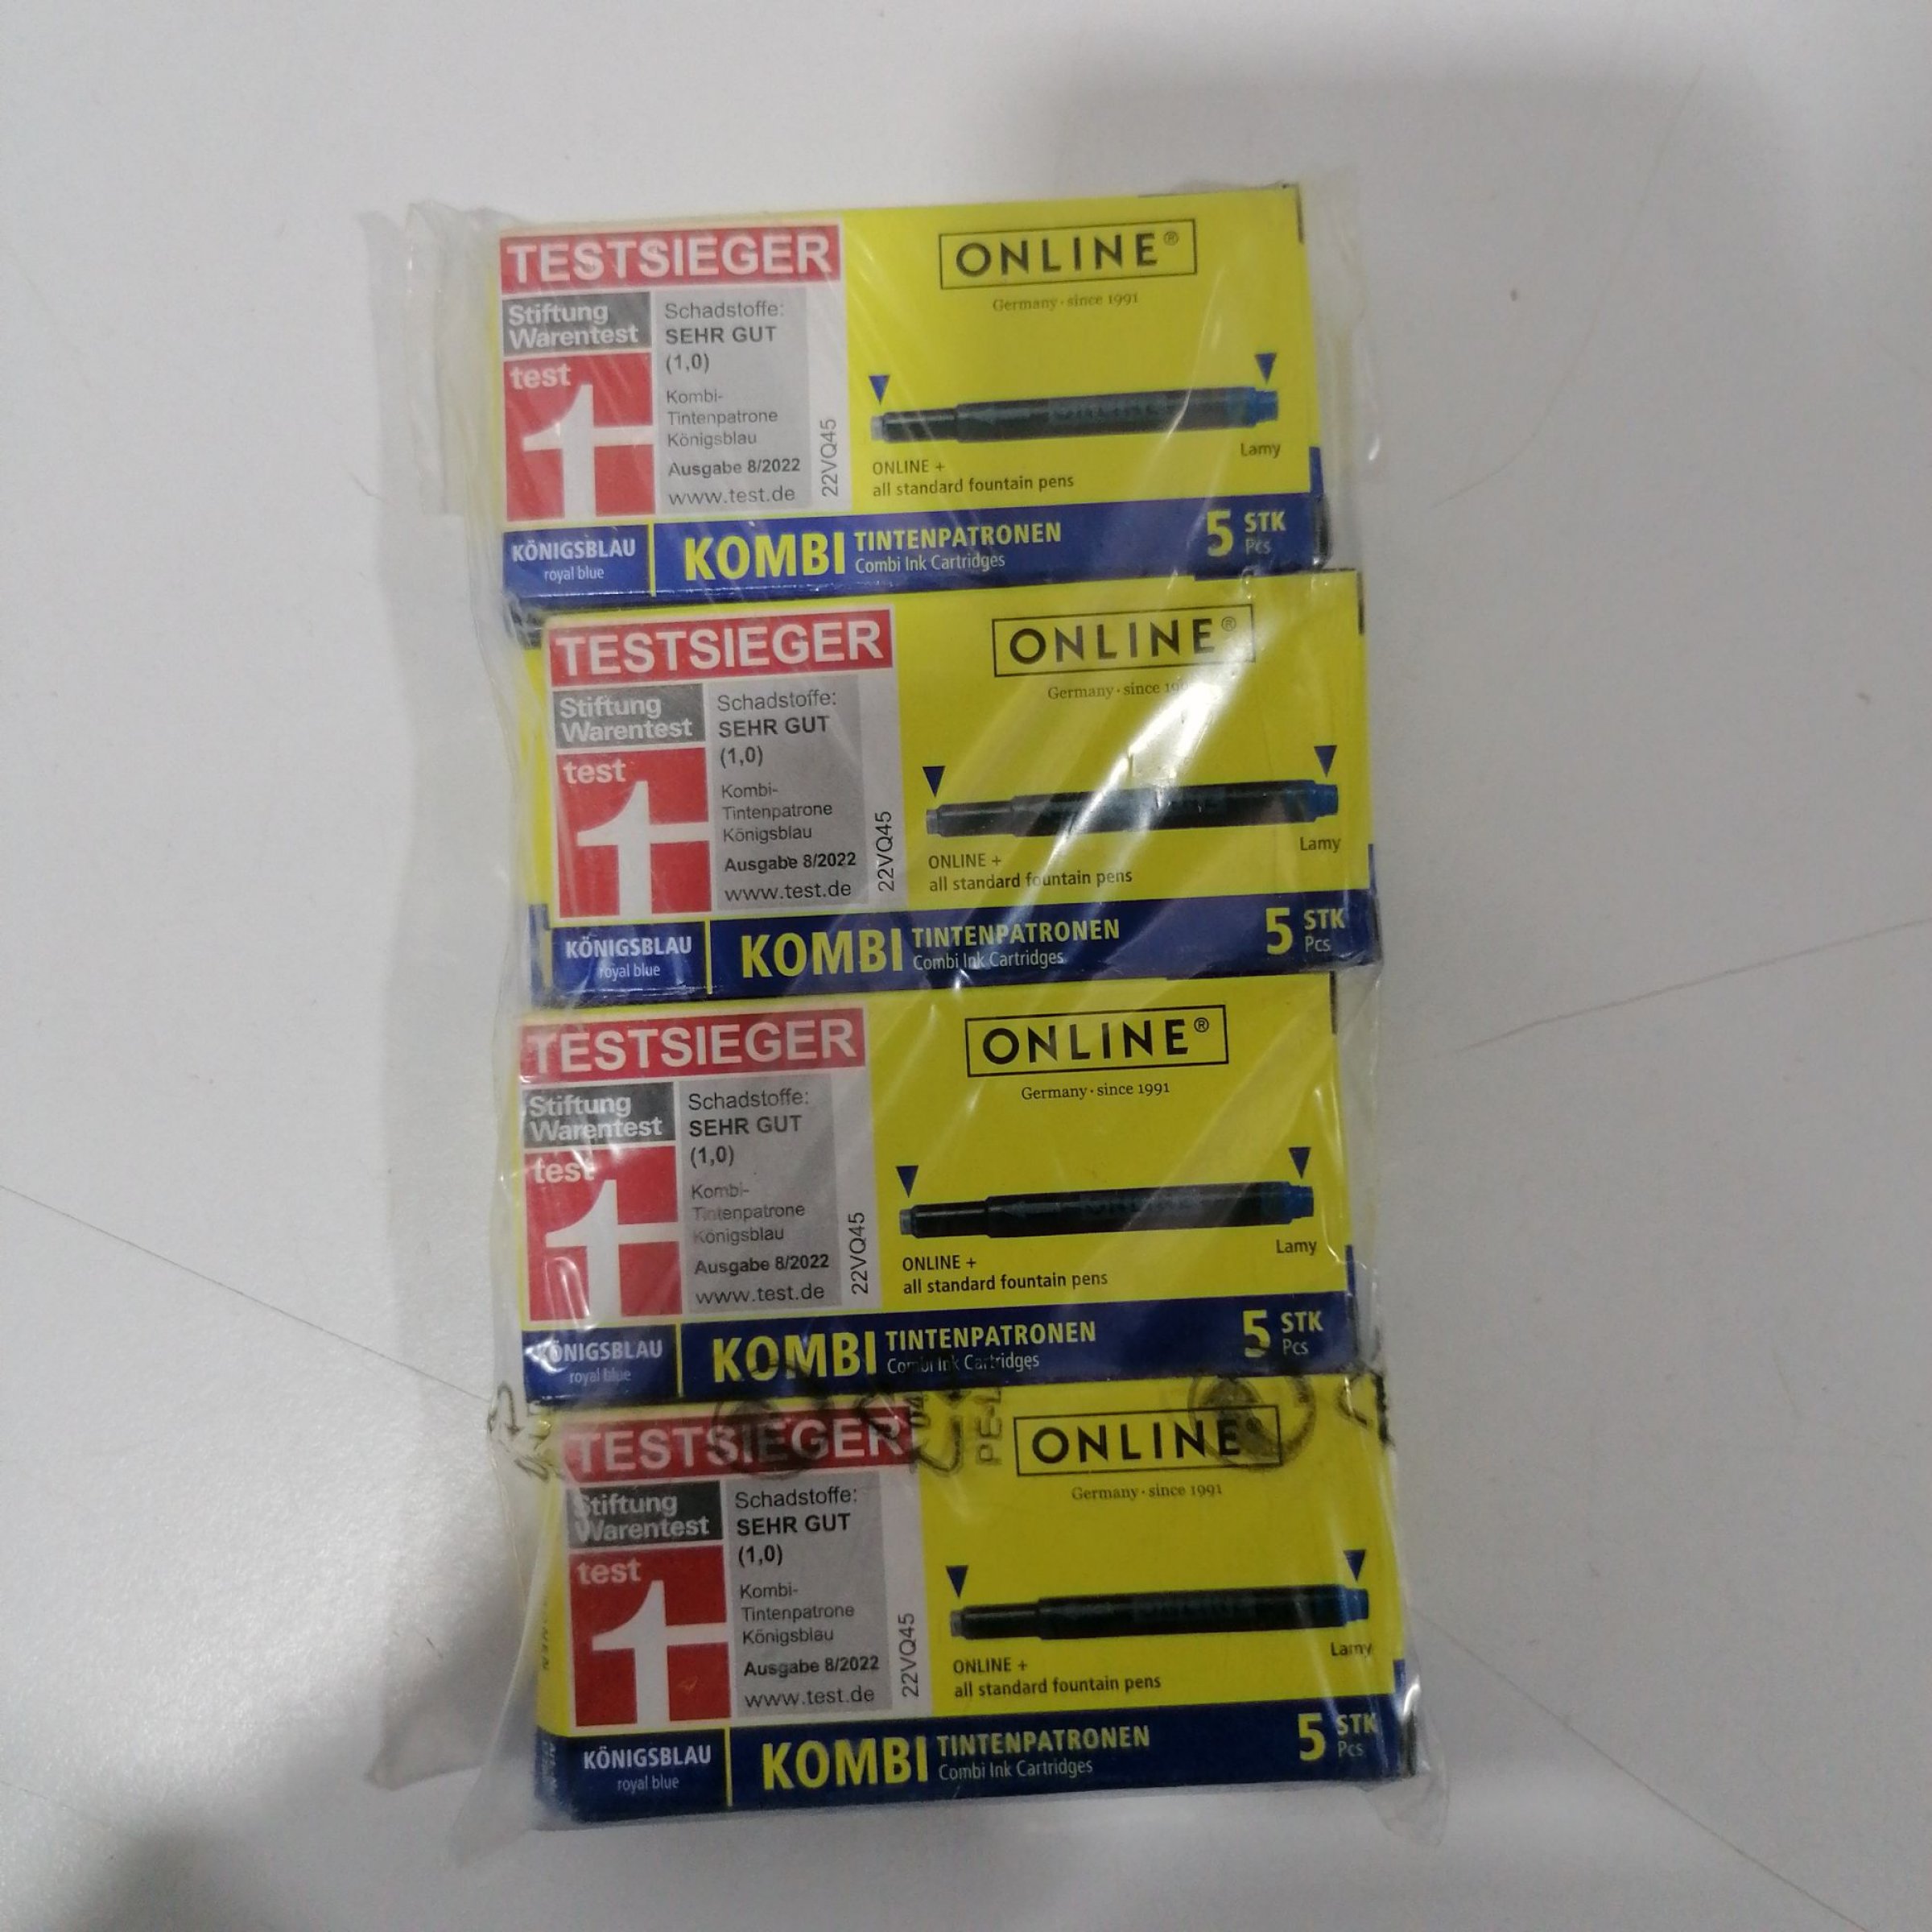 TESTSIEGER
Stiftung
Warentest
test
Schadstoffe:
SEHR GUT
(1,0)
Kombi-
Tintenpatrone
Königsblau
Ausgabe 8/2022
www.test.de
22VQ45
ONLINE®
Germany · since 1991
ONLINE +
all standard fountain pens
Lamy
KÖNIGSBLAU
royal blue
KOMBI TINTENPATRONEN
Combi Ink Cartridges
5 STK
Pcs
TESTSIEGER
Stiftung
Warentest
test
Schadstoffe:
SEHR GUT
(1,0)
Kombi-
Tintenpatrone
Königsblau
Ausgabe 8/2022
www.test.de
22VQ45
ONLINE®
Germany · since
ONLINE +
all standard fountain pens
Lamy
KÖNIGSBLAU
royal blue
KOMBI TINTENPATRONEN
Combi Ink Cartridges
5 STK
Pcs
TESTSIEGER
Stiftung
Warentest
test
Schadstoffe:
SEHR GUT
(1,0)
Kombi-
Tintenpatrone
Königsblau
Ausgabe 8/2022
www.test.de
22VQ45
ONLINE®
Germany · since 1991
ONLINE
ONLINE +
all standard fountain pens
Lamy
KÖNIGSBLAU
royal blue
KOMBI TINTENPATRONEN
Combi Ink Cartridges
5 STK
Pcs
TESTSIEGER
Stiftung
Warentest
test
Schadstoffe:
SEHR GUT
(1,0)
Kombi-
Tintenpatrone
Königsblau
Ausgabe 8/2022
www.test.de
22VQ45
ONLINE
Germany · since 1991
ONLINE
ONLINE +
all standard fountain pens
Lamy
KÖNIGSBLAU
royal blue
KOMBI TINTENPATRONEN
Combi Ink Cartridges
5 STK
Pcs